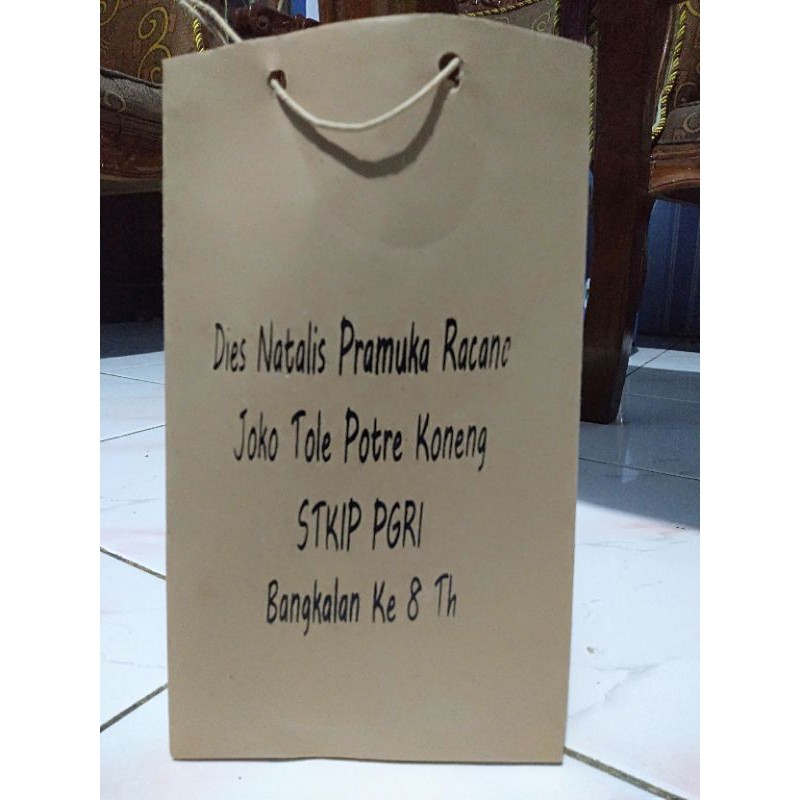 Dies Natalis Pramuka Racana
Joko Tole Potre Koneng
STKIP PGRI
Bangkalan Ke 8 Th